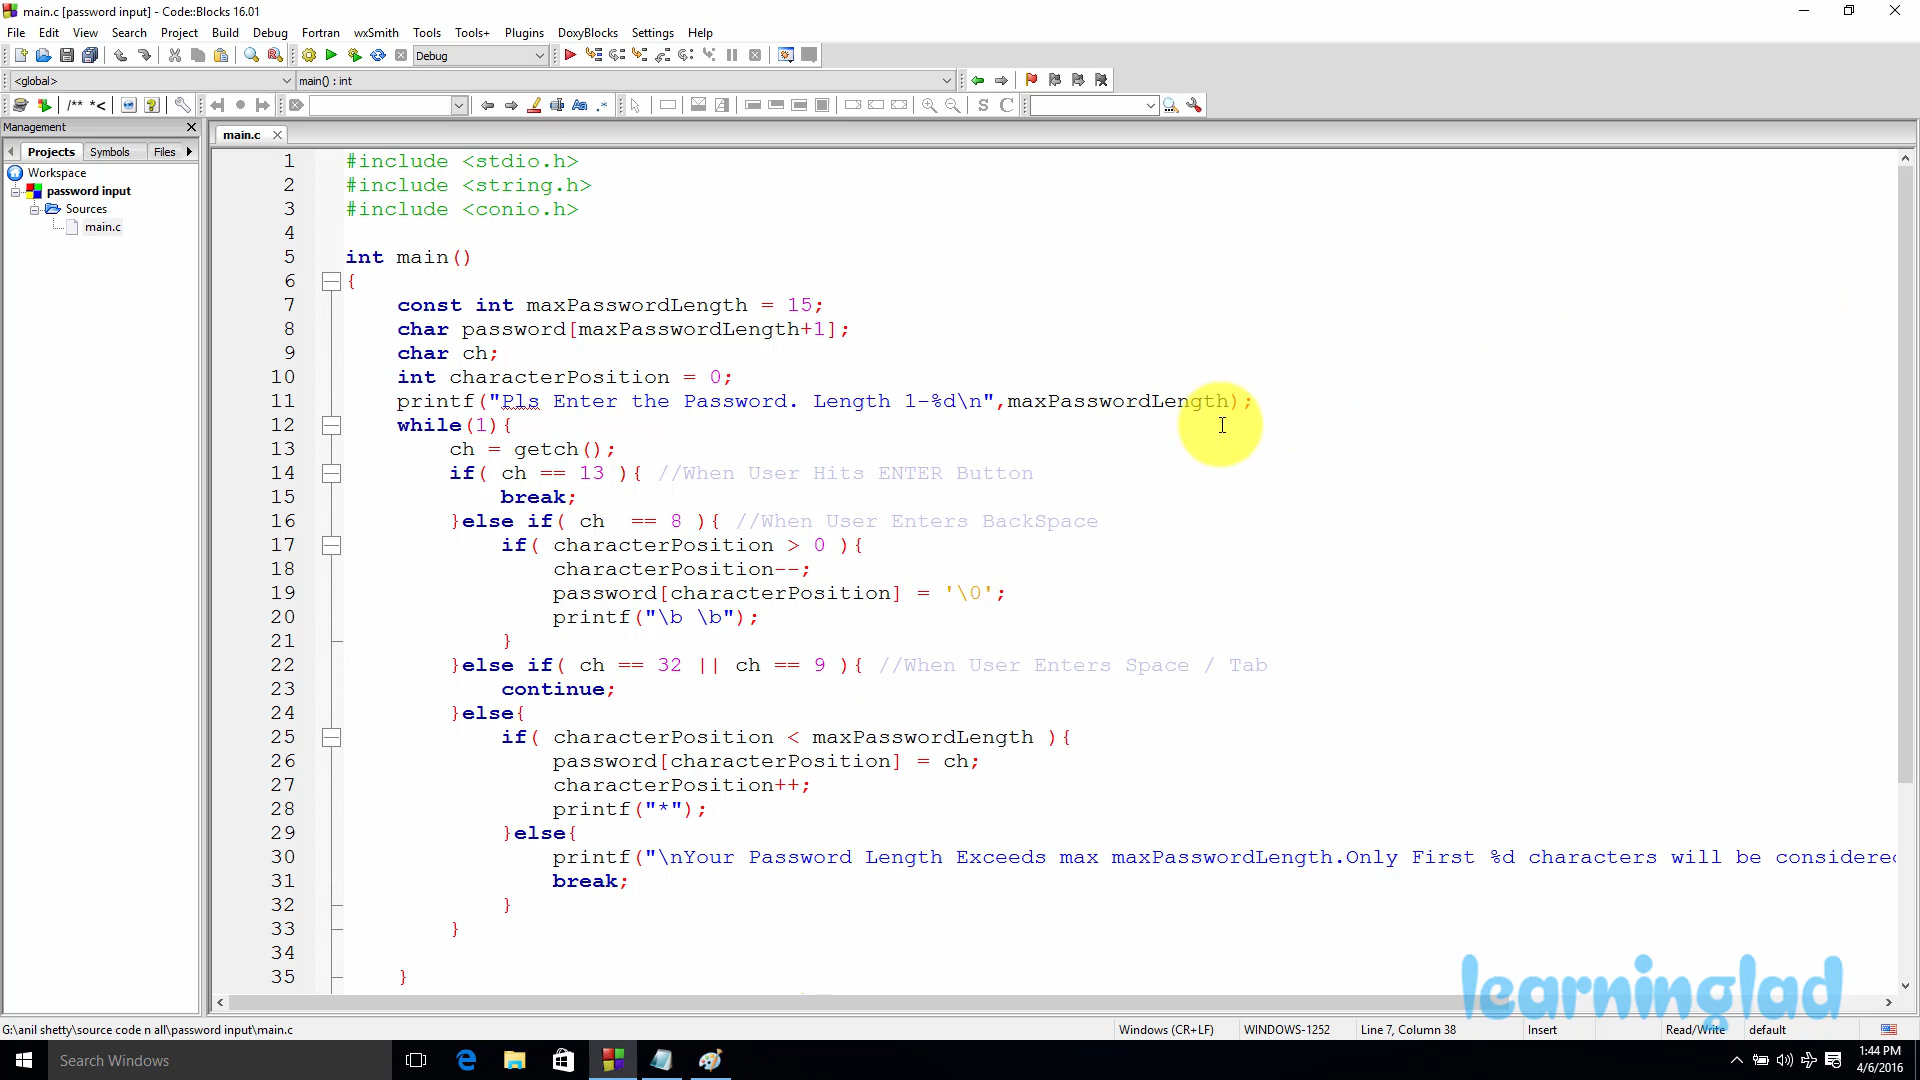 main.c [password input] - Code::Blocks 16.01
File Edit View Search Project Build Debug Fortran wxSmith Tools Tools+ Plugins DoxyBlocks Settings Help
Debug
<global>
main() : int
/** *<
S C
Management
main.c
Projects Symbols Files
Workspace
password input
Sources
main.c
1 #include <stdio.h>
2 #include <string.h>
3 #include <conio.h>
4
5 int main()
6 {
7 const int maxPasswordLength = 15;
8 char password[maxPasswordLength+1];
9 char ch;
10 int characterPosition = 0;
11 printf("Pls Enter the Password. Length 1-%d\n",maxPasswordLength);
12 while(1){
13 ch = getch();
14 if( ch == 13 ){ //When User Hits ENTER Button
15 break;
16 }else if( ch  == 8 ){ //When User Enters BackSpace
17 if( characterPosition > 0 ){
18 characterPosition--;
19 password[characterPosition] = '\0';
20 printf("\b \b");
21 }
22 }else if( ch == 32 || ch == 9 ){ //When User Enters Space / Tab
23 continue;
24 }else{
25 if( characterPosition < maxPasswordLength ){
26 password[characterPosition] = ch;
27 characterPosition++;
28 printf("*");
29 }else{
30 printf("\nYour Password Length Exceeds max maxPasswordLength.Only First %d characters will be considered
31 break;
32 }
33 }
34
35 }
learninglad
G:\anil shetty\source code n all\password input\main.c
Windows (CR+LF) WINDOWS-1252 Line 7, Column 38 Insert Read/Write default
Search Windows
1:44 PM
4/6/2016